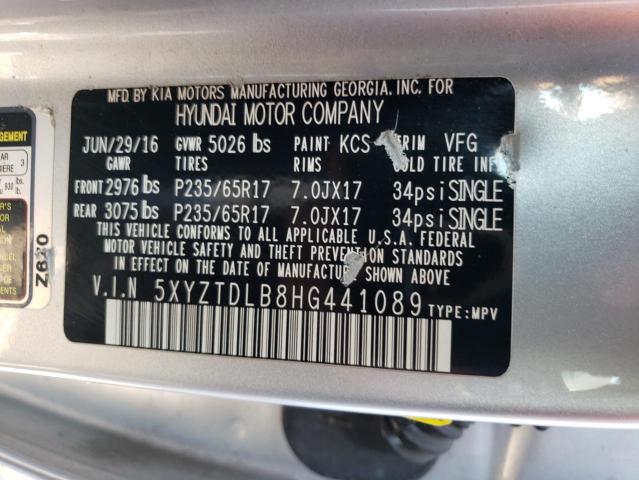 MFD. BY KIA MOTORS MANUFACTURING GEORGIA, INC. FOR
HYUNDAI MOTOR COMPANY
JUN/29/16 GVWR 5026 lbs PAINT KCS VFG
GAWR TIRES RIMS COLD TIRE INF
FRONT 2976 lbs P235/65R17 7.0JX17 34psi SINGLE
REAR 3075 lbs P235/65R17 7.0JX17 34psi SINGLE
THIS VEHICLE CONFORMS TO ALL APPLICABLE U.S.A. FEDERAL
MOTOR VEHICLE SAFETY AND THEFT PREVENTION STANDARDS
IN EFFECT ON THE DATE OF MANUFACTURE SHOWN ABOVE.
V.I.N 5XYZTDLB8HG441089 TYPE: MPV
3
930